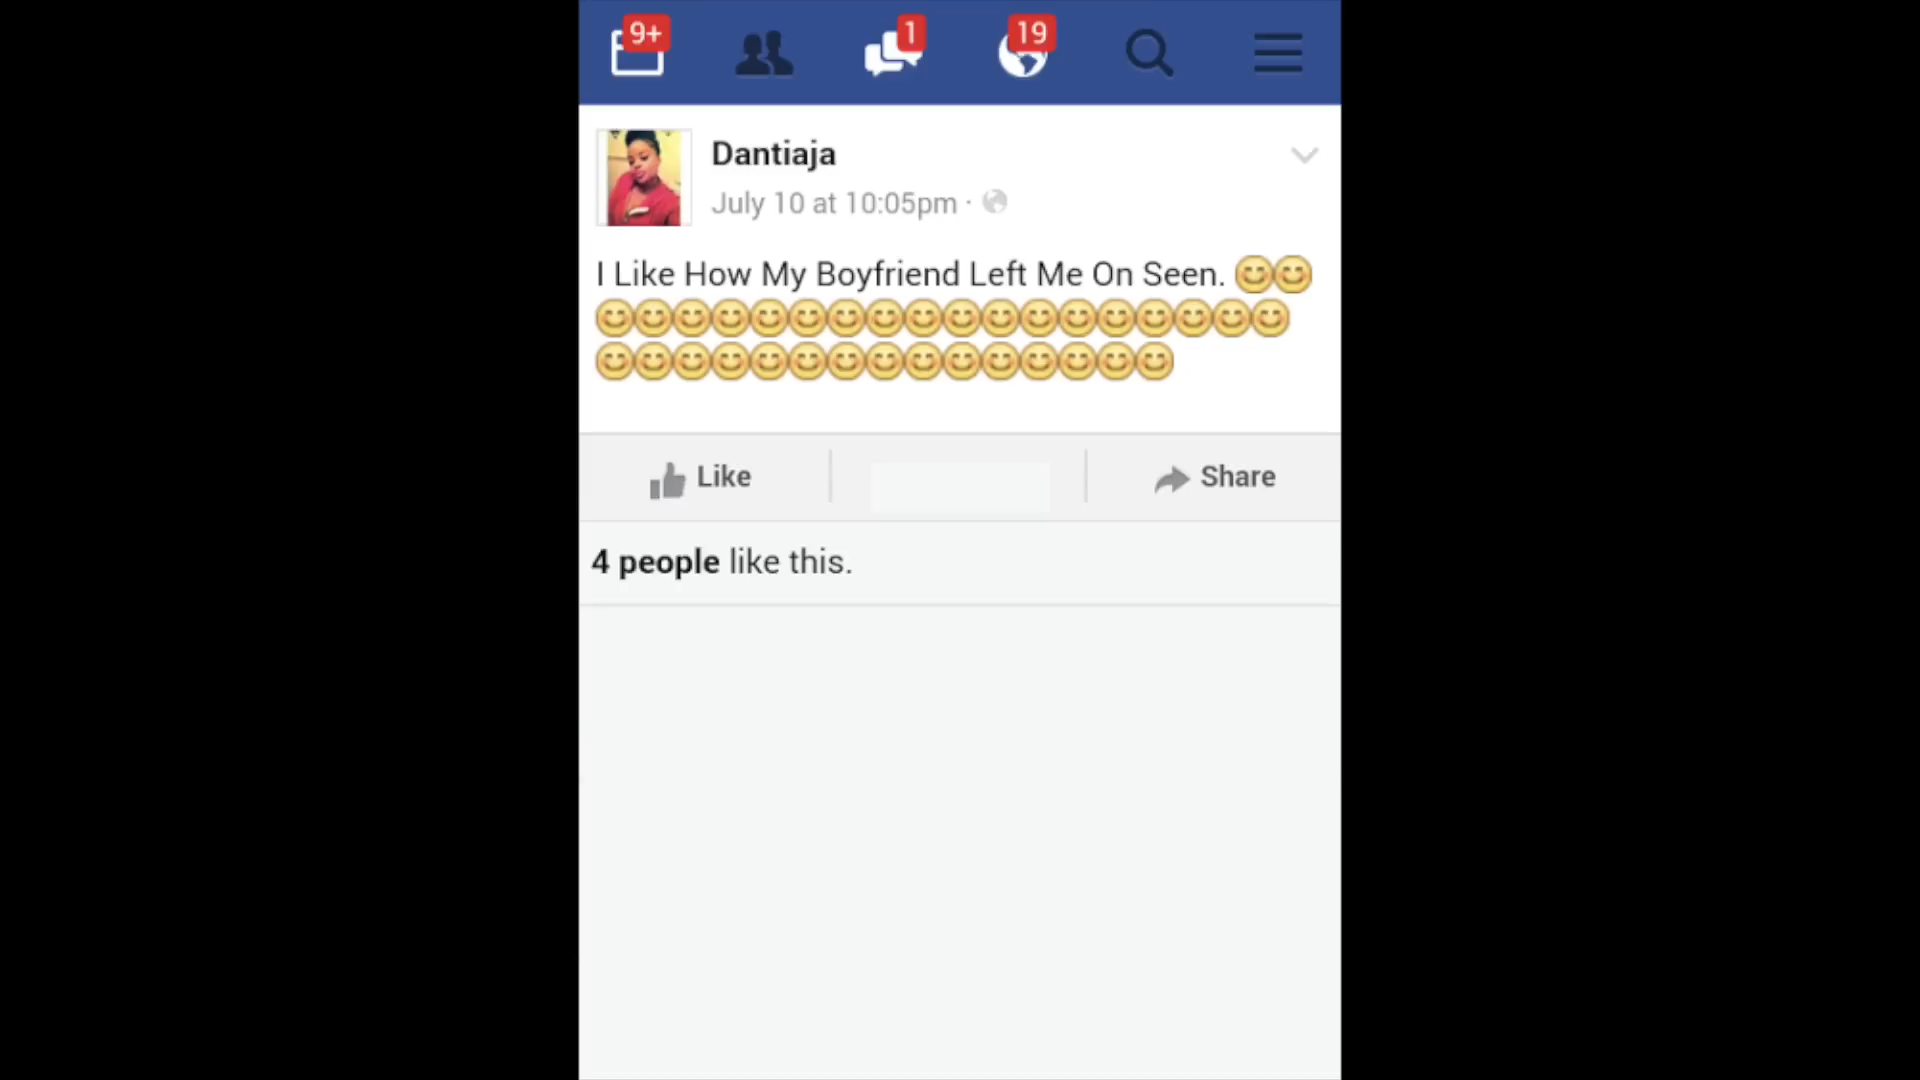 9+
1
19
Dantiaja
July 10 at 10:05pm ·
I Like How My Boyfriend Left Me On Seen. 😊😊
😊😊😊😊😊😊😊😊😊😊😊😊😊😊😊😊😊😊
😊😊😊😊😊😊😊😊😊😊😊😊😊😊😊
Like
Share
4 people like this.